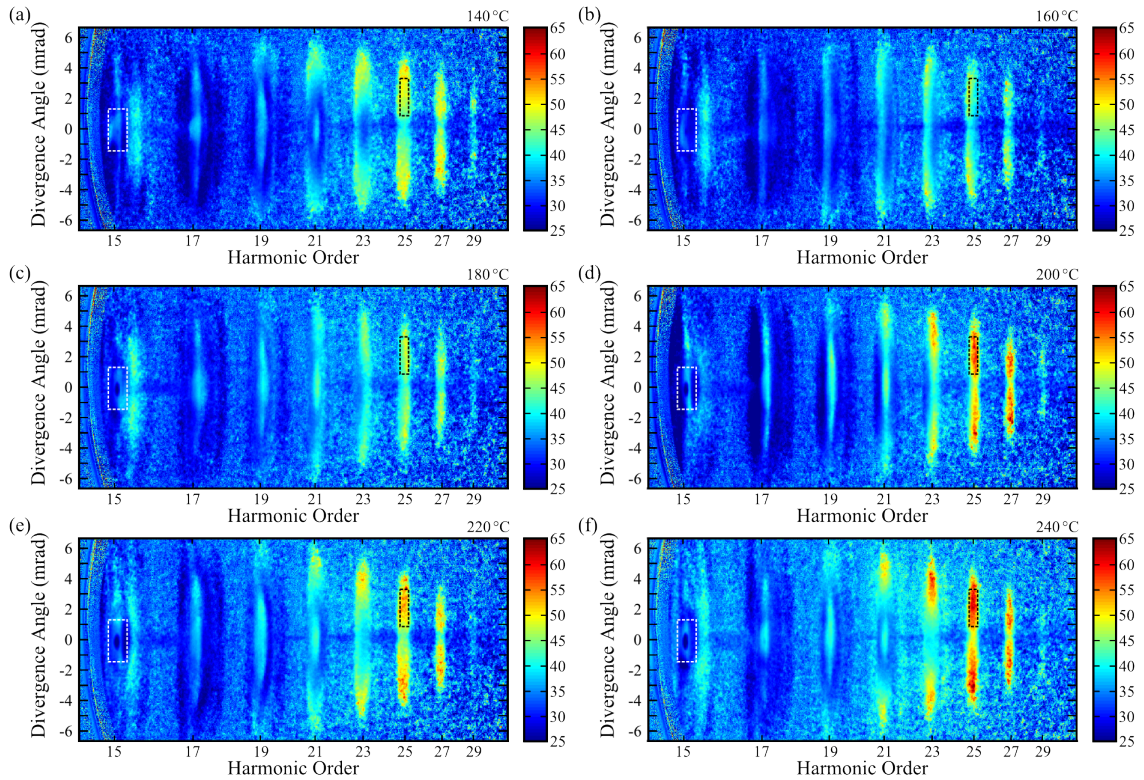 (a) 140 °C (b) 160 °C
Divergence Angle (mrad) 6 4 2 0 -2 -4 -6 65 60 55 50 45 40 35 30 25
Divergence Angle (mrad) 6 4 2 0 -2 -4 -6 65 60 55 50 45 40 35 30 25
15 17 19 21 23 25 27 29 15 17 19 21 23 25 27 29
Harmonic Order Harmonic Order
(c) 180 °C (d) 200 °C
Divergence Angle (mrad) 6 4 2 0 -2 -4 -6 65 60 55 50 45 40 35 30 25
Divergence Angle (mrad) 6 4 2 0 -2 -4 -6 65 60 55 50 45 40 35 30 25
15 17 19 21 23 25 27 29 15 17 19 21 23 25 27 29
Harmonic Order Harmonic Order
(e) 220 °C (f) 240 °C
Divergence Angle (mrad) 6 4 2 0 -2 -4 -6 65 60 55 50 45 40 35 30 25
Divergence Angle (mrad) 6 4 2 0 -2 -4 -6 65 60 55 50 45 40 35 30 25
15 17 19 21 23 25 27 29 15 17 19 21 23 25 27 29
Harmonic Order Harmonic Order